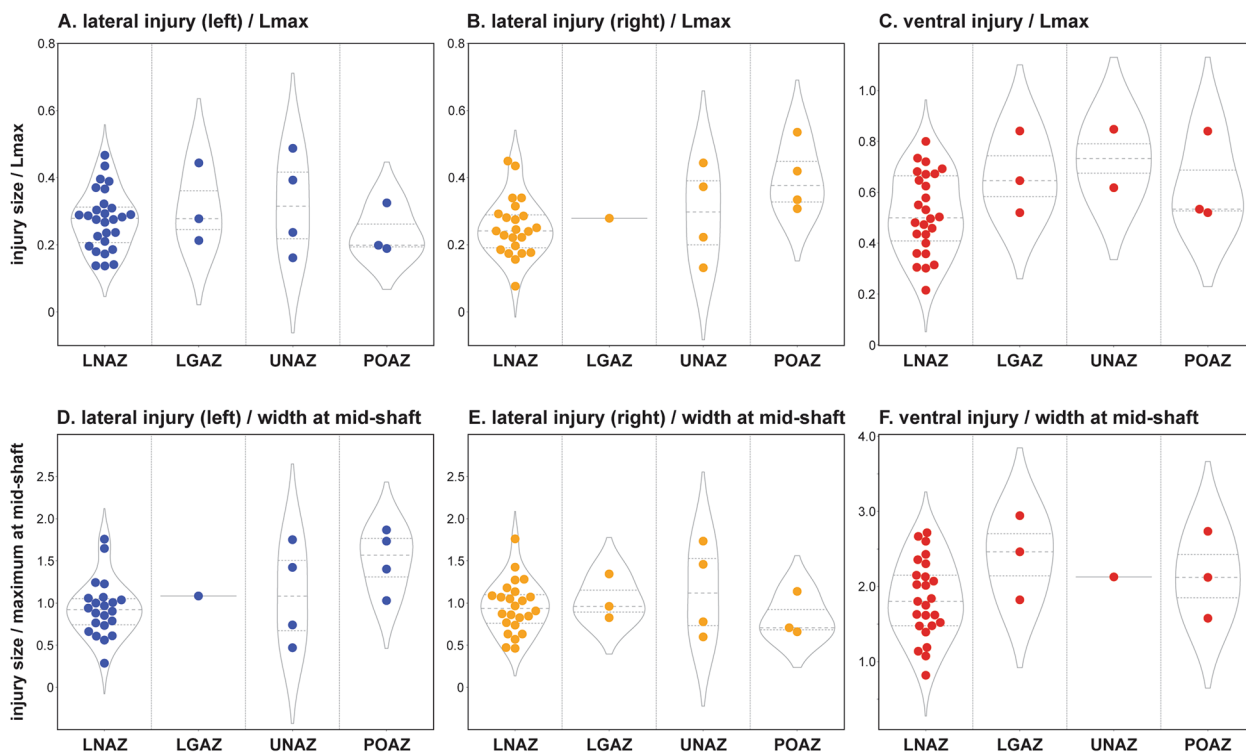 A. lateral injury (left) / Lmax
B. lateral injury (right) / Lmax
C. ventral injury / Lmax
injury size / Lmax
0.8
0.6
0.4
0.2
0
LNAZ LGAZ UNAZ POAZ
0.8
0.6
0.4
0.2
0
LNAZ LGAZ UNAZ POAZ
1.0
0.8
0.6
0.4
0.2
0
LNAZ LGAZ UNAZ POAZ
D. lateral injury (left) / width at mid-shaft
E. lateral injury (right) / width at mid-shaft
F. ventral injury / width at mid-shaft
injury size / maximum at mid-shaft
2.5
2.0
1.5
1.0
0.5
0
LNAZ LGAZ UNAZ POAZ
2.5
2.0
1.5
1.0
0.5
0
LNAZ LGAZ UNAZ POAZ
4.0
3.0
2.0
1.0
LNAZ LGAZ UNAZ POAZ